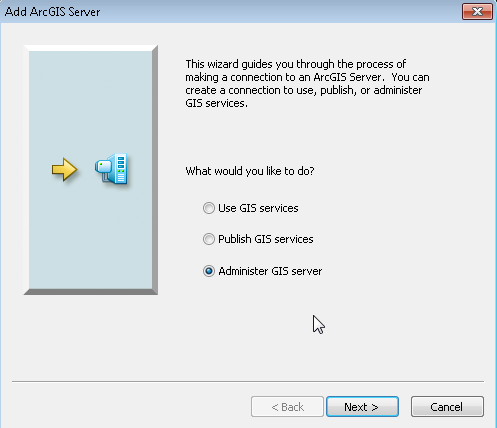 Add ArcGIS Server
This wizard guides you through the process of
making a connection to an ArcGIS Server. You can
create a connection to use, publish, or administer
GIS services.
What would you like to do?
Use GIS services
Publish GIS services
Administer GIS server
< Back
Next >
Cancel